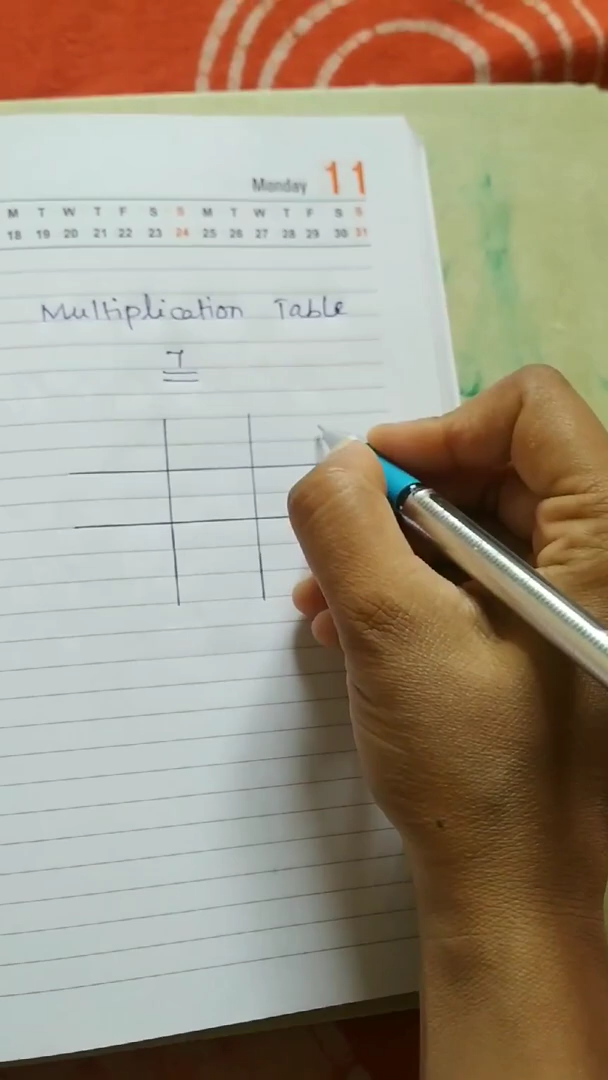 Monday 11
M T W T F S S M T W T F S S
18 19 20 21 22 23 24 25 26 27 28 29 30 31
Multiplication Table
7